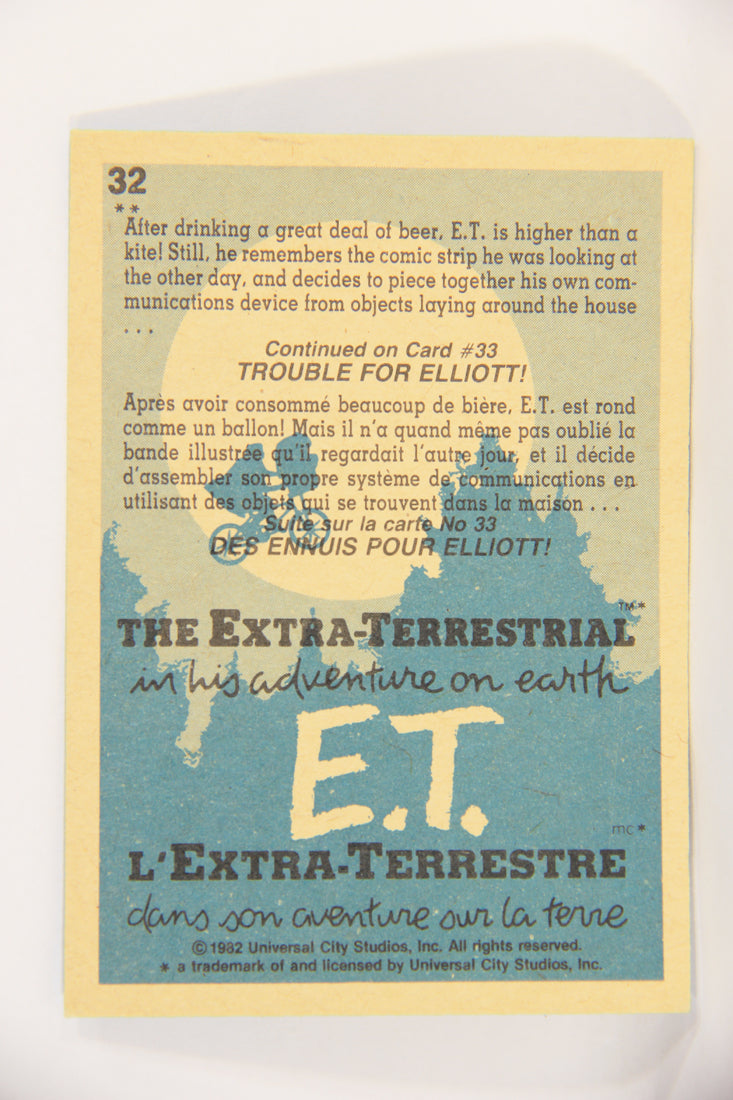 32
**
After drinking a great deal of beer, E.T. is higher than a
kite! Still, he remembers the comic strip he was looking at
the other day, and decides to piece together his own com-
munications device from objects laying around the house
...
Continued on Card #33
TROUBLE FOR ELLIOTT!
Après avoir consommé beaucoup de bière, E.T. est rond
comme un ballon! Mais il n'a quand même pas oublié la
bande illustrée qu'il regardait l'autre jour, et il décide
d'assembler son propre système de communications en
utilisant des objets qui se trouvent dans la maison ...
Suite sur la carte No 33
DES ENNUIS POUR ELLIOTT!
TM*
THE EXTRA-TERRESTRIAL
in his adventure on earth
E.T.
mc*
L'EXTRA-TERRESTRE
dans son aventure sur la terre
©1982 Universal City Studios, Inc. All rights reserved.
* a trademark of and licensed by Universal City Studios, Inc.